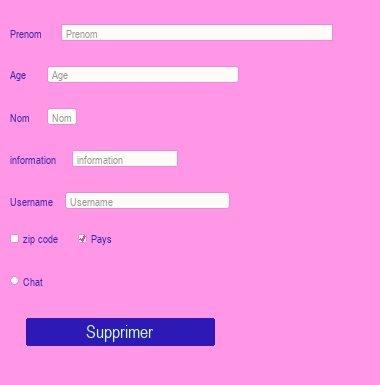 Prenom Prenom
Age Age
Nom Nom
information information
Username Username
zip code Pays
Chat
Supprimer